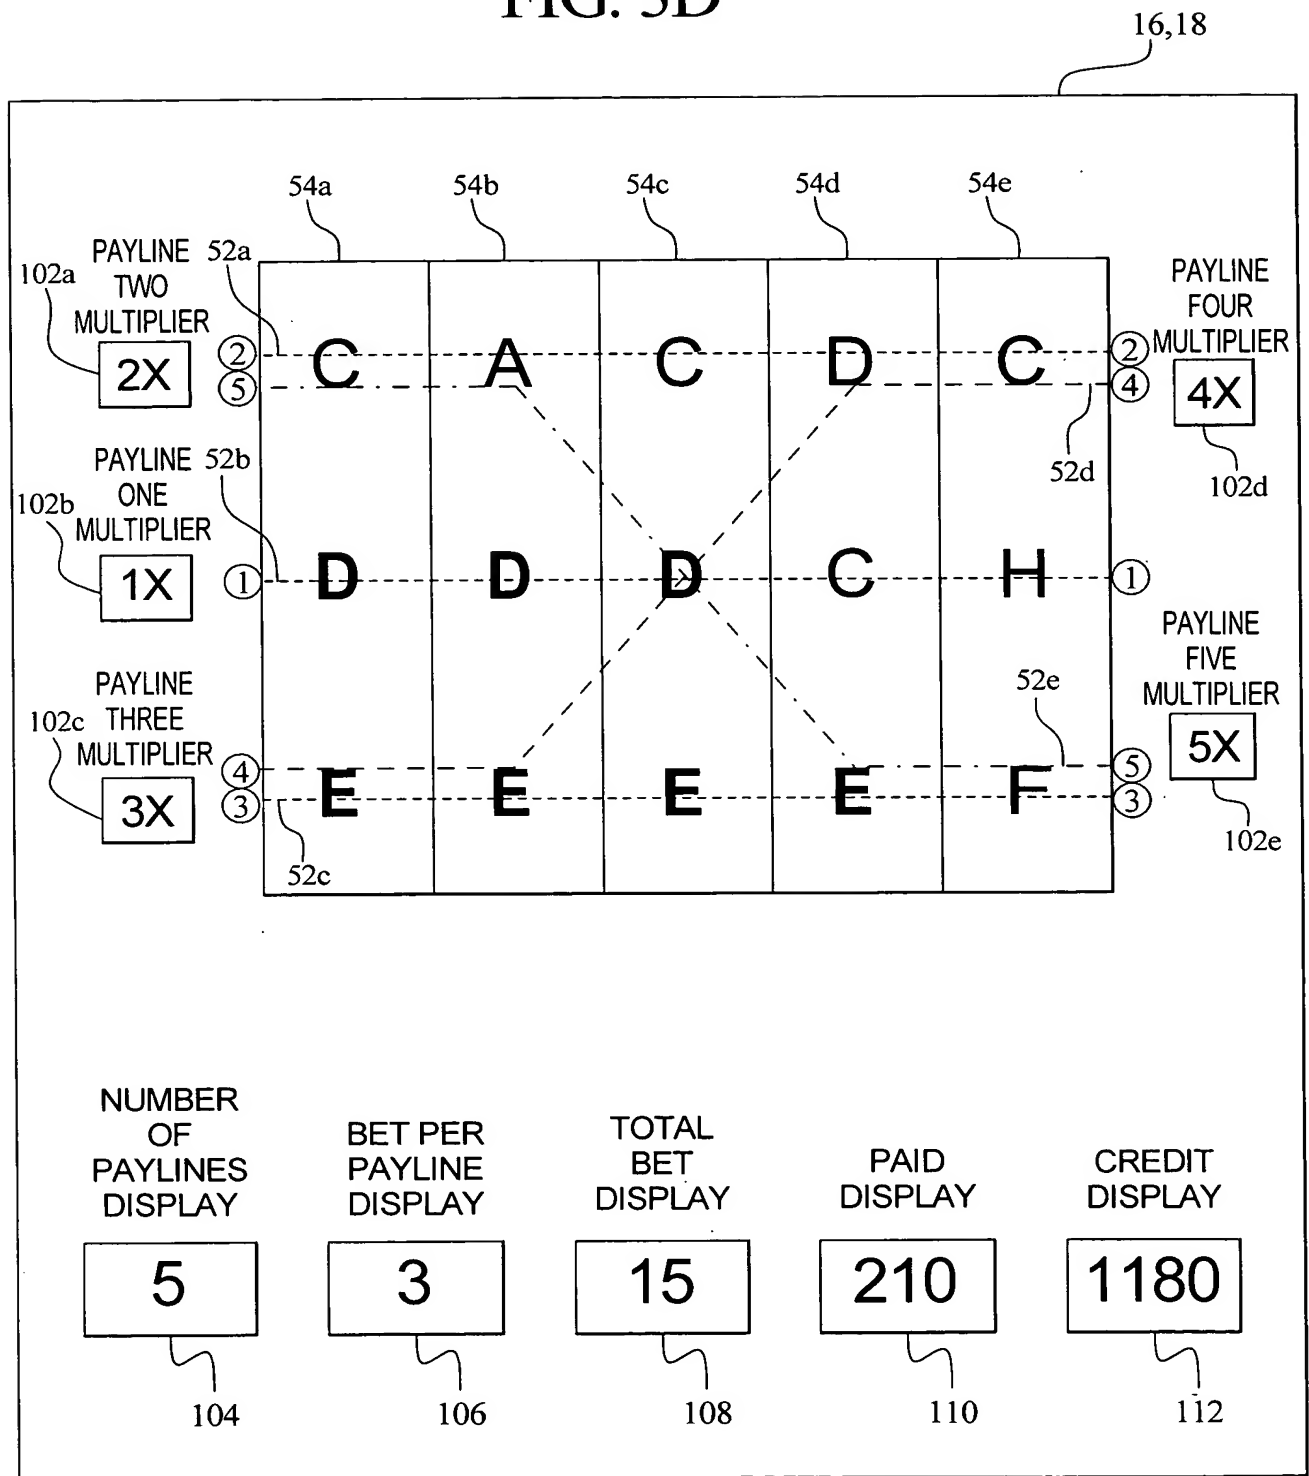 FIG. 5D
16,18
54a 54b 54c 54d 54e
PAYLINE
TWO
MULTIPLIER
102a
2X
52a
PAYLINE
FOUR
MULTIPLIER
4X
102d
② C A C D C ②
⑤ ④
52d
PAYLINE
ONE
MULTIPLIER
102b
1X
52b
① D D D C H ①
PAYLINE
FIVE
MULTIPLIER
5X
102e
52e
PAYLINE
THREE
MULTIPLIER
102c
3X
④ ⑤
③ E E E E F ③
52c
NUMBER
OF
PAYLINES
DISPLAY
5
104
BET PER
PAYLINE
DISPLAY
3
106
TOTAL
BET
DISPLAY
15
108
PAID
DISPLAY
210
110
CREDIT
DISPLAY
1180
112